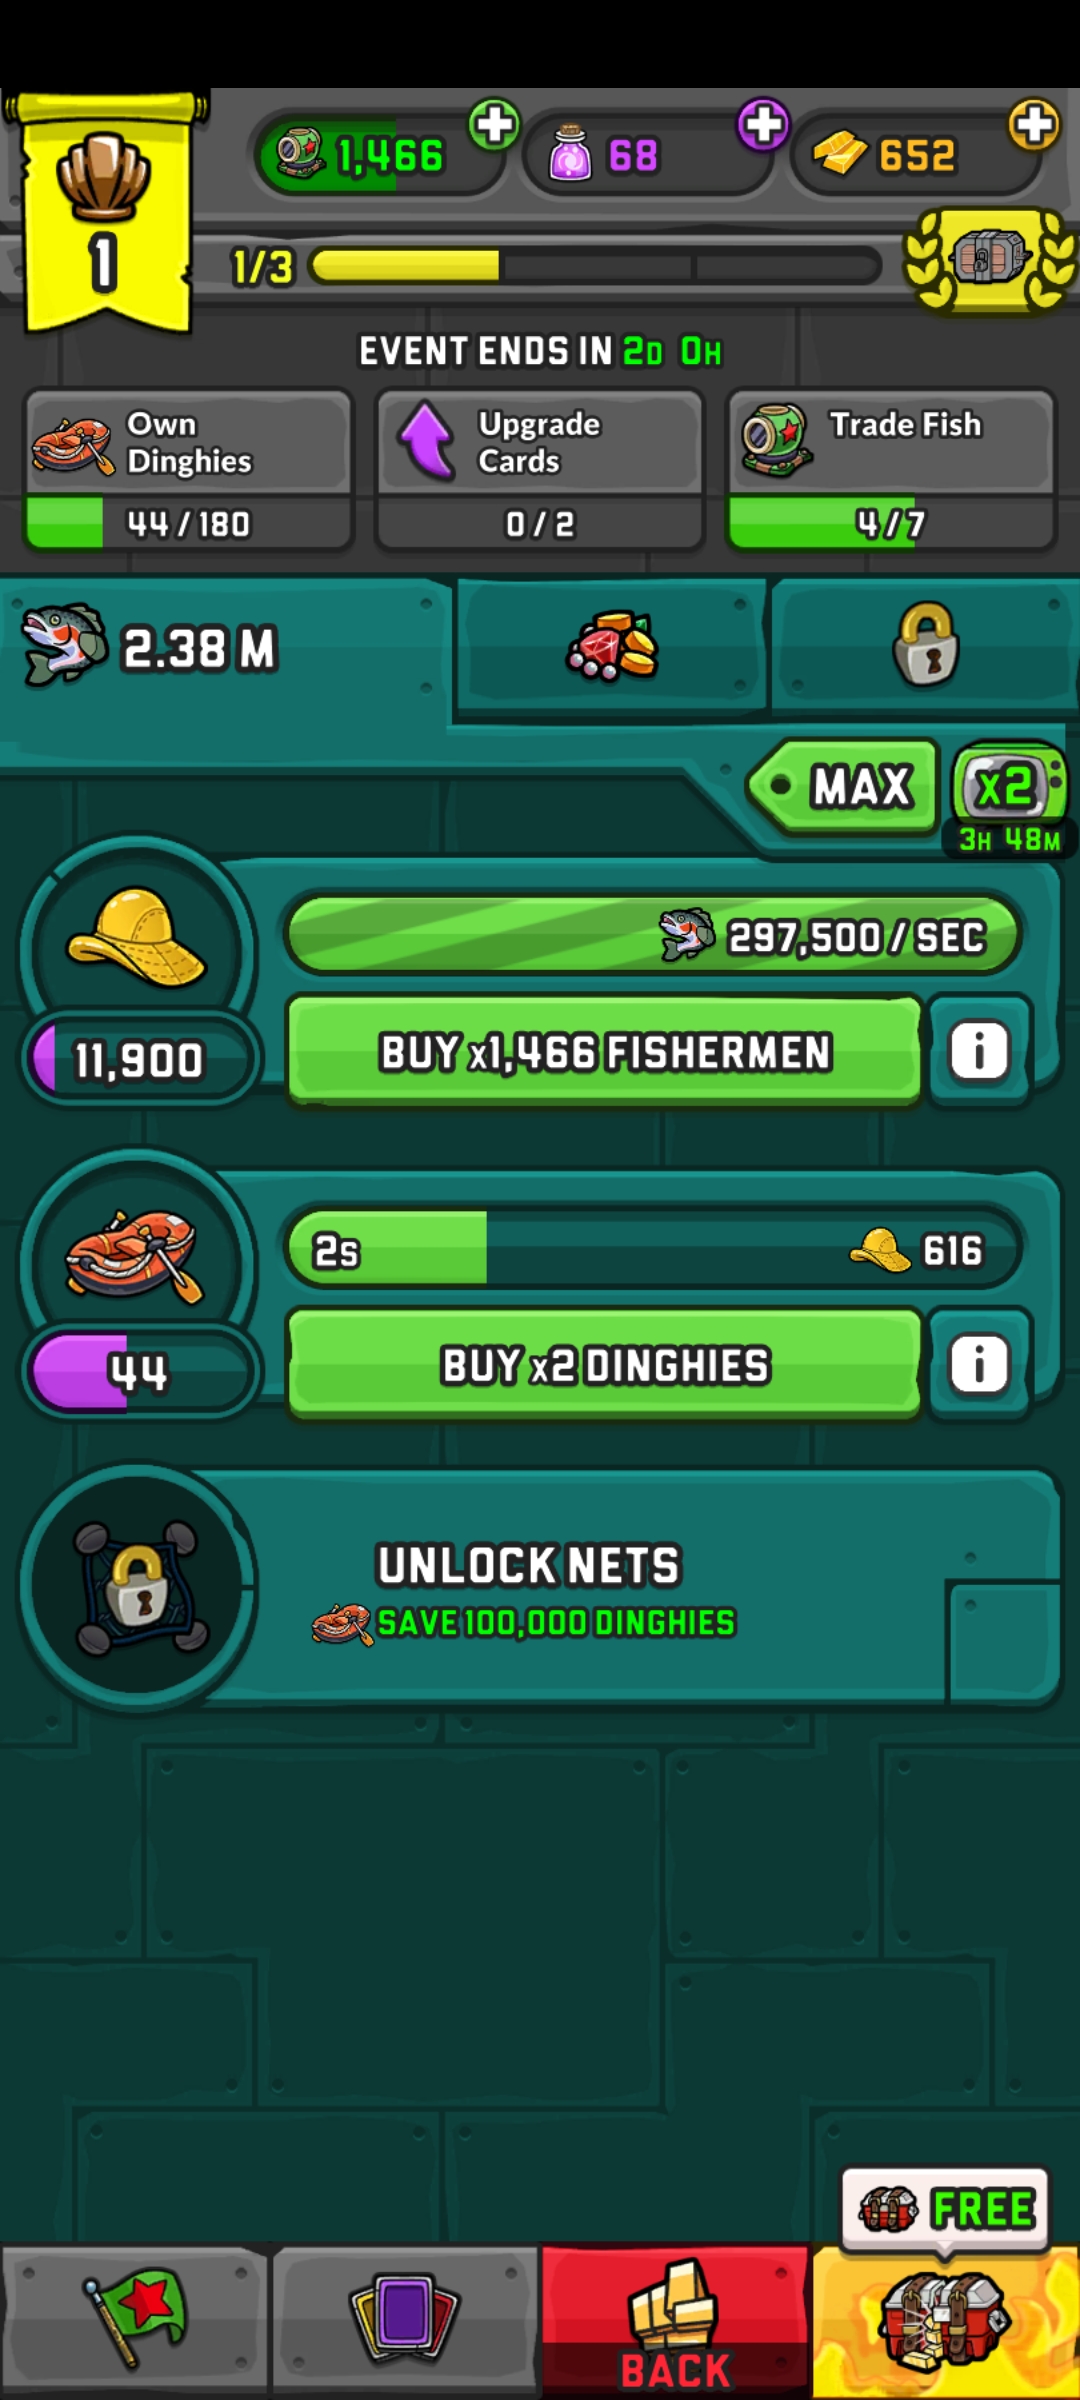 1,466
68
652
1
1/3
EVENT ENDS IN 2D 0H
Own
Dinghies
44/180
Upgrade
Cards
0/2
Trade Fish
4/7
2.38 M
MAX
x2
3H 48M
297,500/SEC
11,900
BUY x1,466 FISHERMEN
i
2s
616
44
BUY x2 DINGHIES
i
UNLOCK NETS
SAVE 100,000 DINGHIES
FREE
BACK